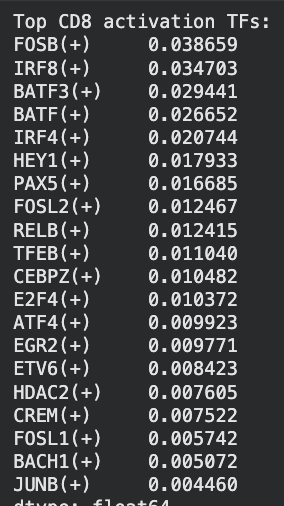 Top CD8 activation TFs:
FOSB(+) 0.038659
IRF8(+) 0.034703
BATF3(+) 0.029441
BATF(+) 0.026652
IRF4(+) 0.020744
HEY1(+) 0.017933
PAX5(+) 0.016685
FOSL2(+) 0.012467
RELB(+) 0.012415
TFEB(+) 0.011040
CEBPZ(+) 0.010482
E2F4(+) 0.010372
ATF4(+) 0.009923
EGR2(+) 0.009771
ETV6(+) 0.008423
HDAC2(+) 0.007605
CREM(+) 0.007522
FOSL1(+) 0.005742
BACH1(+) 0.005072
JUNB(+) 0.004460
dtype: float64